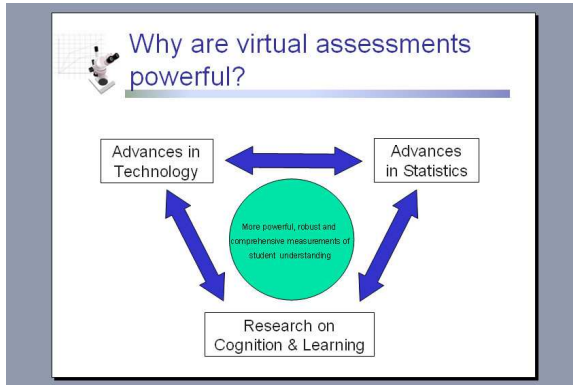 Why are virtual assessments
powerful?
Advances in
Technology
Advances
in Statistics
More powerful, robust and
comprehensive measurements of
student understanding
Research on
Cognition & Learning